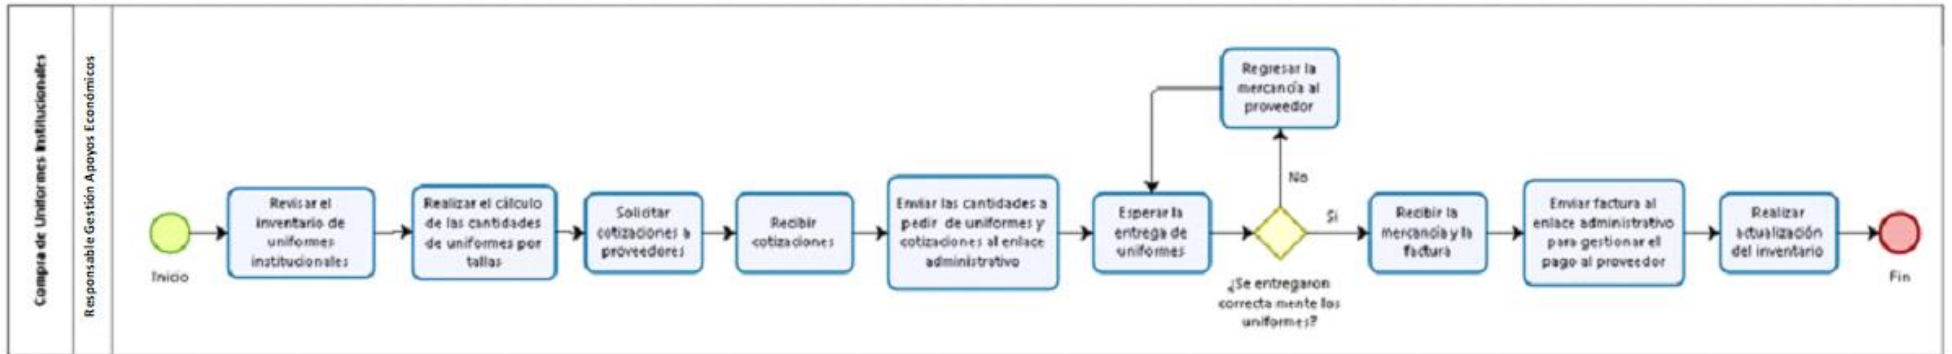 Compra de Uniformes Institucionales
Responsable Gestión Apoyos Económicos
Inicio
Revisar el
inventario de
uniformes
institucionales
Realizar el cálculo
de las cantidades
de uniformes por
tallas
Solicitar
cotizaciones a
proveedores
Recibir
cotizaciones
Enviar las cantidades a
pedir de uniformes y
cotizaciones al enlace
administrativo
Esperar la
entrega de
uniformes
Regresar la
mercancía al
proveedor
No
¿Se entregaron
correcta mente los
uniformes?
Sí
Recibir la
mercancía y la
factura
Enviar factura al
enlace administrativo
para gestionar el
pago al proveedor
Realizar
actualización
del inventario
Fin